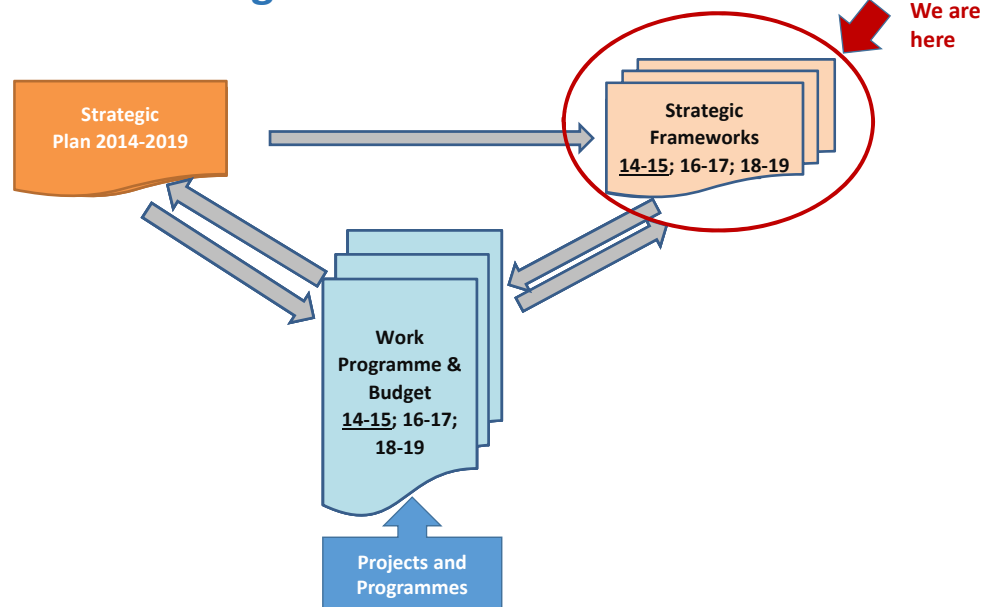 We are
here
Strategic
Plan 2014-2019
Strategic
Frameworks
14-15; 16-17; 18-19
Work
Programme &
Budget
14-15; 16-17;
18-19
Projects and
Programmes